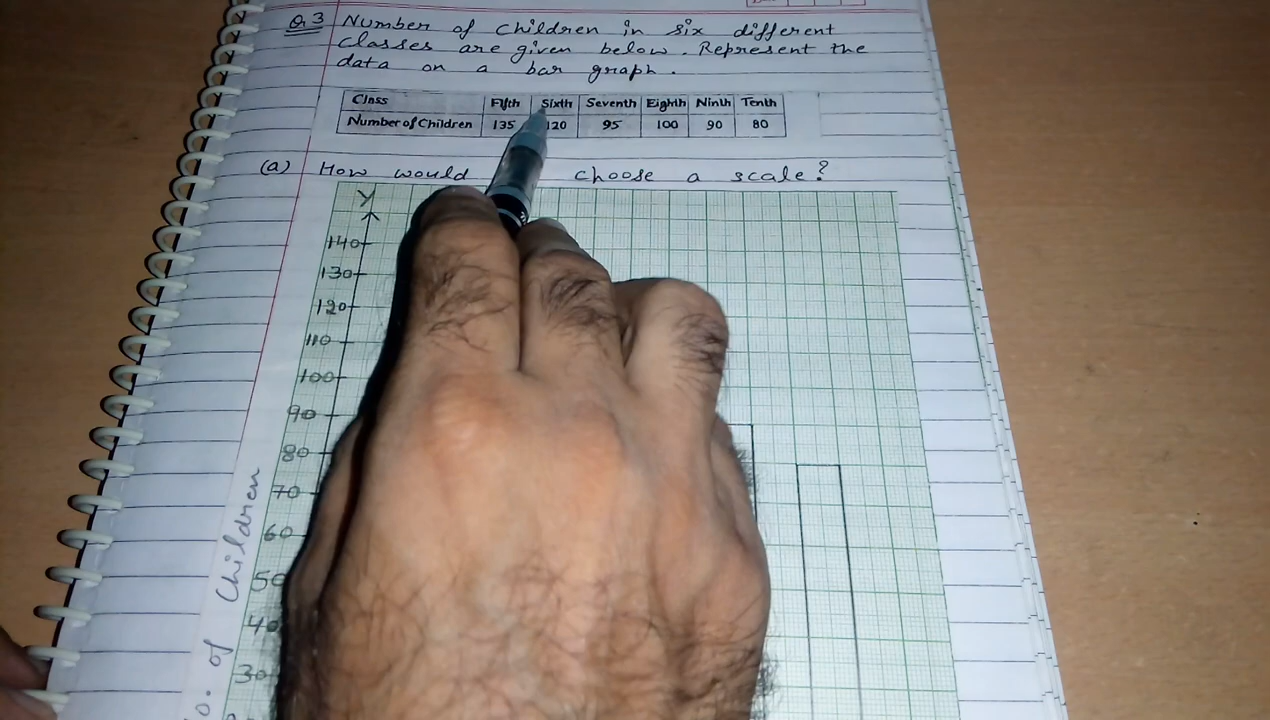 Q.3 Number of children in six different
classes are given below. Represent the
data on a bar graph.
Class Fifth Sixth Seventh Eighth Ninth Tenth
Number of Children 135 120 95 100 90 80
(a) How would choose a scale?
Y
140
130
120
110
100
90
80
70
60
50
40
30
of Children